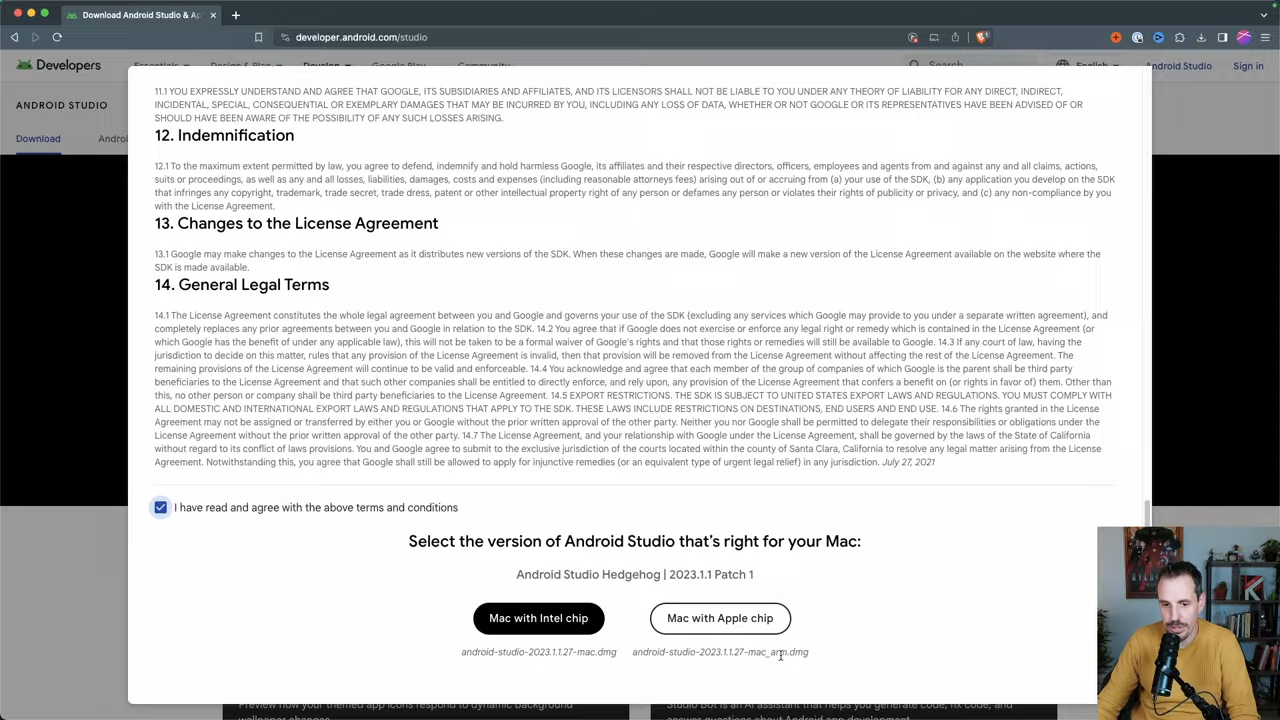 Download Android Studio & A
developer.android.com/studio
Developers
Essentials
Design & Plan
Develop
Google Play
English
Android Studio
Sign in
ANDROID STUDIO
Download
11.1 YOU EXPRESSLY UNDERSTAND AND AGREE THAT GOOGLE, ITS SUBSIDIARIES AND AFFILIATES, AND ITS LICENSORS SHALL NOT BE LIABLE TO YOU UNDER ANY THEORY OF LIABILITY FOR ANY DIRECT, INDIRECT,
INCIDENTAL, SPECIAL, CONSEQUENTIAL OR EXEMPLARY DAMAGES THAT MAY BE INCURRED BY YOU, INCLUDING ANY LOSS OF DATA, WHETHER OR NOT GOOGLE OR ITS REPRESENTATIVES HAVE BEEN ADVISED OF OR
SHOULD HAVE BEEN AWARE OF THE POSSIBILITY OF ANY SUCH LOSSES ARISING.
12. Indemnification
12.1 To the maximum extent permitted by law, you agree to defend, indemnify and hold harmless Google, its affiliates and their respective directors, officers, employees and agents from and against any and all claims, actions,
suits or proceedings, as well as any and all losses, liabilities, damages, costs and expenses (including reasonable attorneys fees) arising out of or accruing from (a) your use of the SDK, (b) any application you develop on the SDK
that infringes any copyright, trademark, trade secret, trade dress, patent or other intellectual property right of any person or defames any person or violates their rights of publicity or privacy, and (c) any non-compliance by you
with the License Agreement.
13. Changes to the License Agreement
13.1 Google may make changes to the License Agreement as it distributes new versions of the SDK. When these changes are made, Google will make a new version of the License Agreement available on the website where the
SDK is made available.
14. General Legal Terms
14.1 The License Agreement constitutes the whole legal agreement between you and Google and governs your use of the SDK (excluding any services which Google may provide to you under a separate written agreement), and
completely replaces any prior agreements between you and Google in relation to the SDK. 14.2 You agree that if Google does not exercise or enforce any legal right or remedy which is contained in the License Agreement (or
which Google has the benefit of under any applicable law), this will not be taken to be a formal waiver of Google's rights and that those rights or remedies will still be available to Google. 14.3 If any court of law, having the
jurisdiction to decide on this matter, rules that any provision of the License Agreement is invalid, then that provision will be removed from the License Agreement without affecting the rest of the License Agreement. The
remaining provisions of the License Agreement will continue to be valid and enforceable. 14.4 You acknowledge and agree that each member of the group of companies of which Google is the parent shall be third party
beneficiaries to the License Agreement and that such other companies shall be entitled to directly enforce, and rely upon, any provision of the License Agreement that confers a benefit on (or rights in favor of) them. Other than
this, no other person or company shall be third party beneficiaries to the License Agreement. 14.5 EXPORT RESTRICTIONS. THE SDK IS SUBJECT TO UNITED STATES EXPORT LAWS AND REGULATIONS. YOU MUST COMPLY WITH
ALL DOMESTIC AND INTERNATIONAL EXPORT LAWS AND REGULATIONS THAT APPLY TO THE SDK. THESE LAWS INCLUDE RESTRICTIONS ON DESTINATIONS, END USERS AND END USE. 14.6 The rights granted in the License
Agreement may not be assigned or transferred by either you or Google without the prior written approval of the other party. Neither you nor Google shall be permitted to delegate their responsibilities or obligations under the
License Agreement without the prior written approval of the other party. 14.7 The License Agreement, and your relationship with Google under the License Agreement, shall be governed by the laws of the State of California
without regard to its conflict of laws provisions. You and Google agree to submit to the exclusive jurisdiction of the courts located within the county of Santa Clara, California to resolve any legal matter arising from the License
Agreement. Notwithstanding this, you agree that Google shall still be allowed to apply for injunctive remedies (or an equivalent type of urgent legal relief) in any jurisdiction. July 27, 2021
I have read and agree with the above terms and conditions
Select the version of Android Studio that's right for your Mac:
Android Studio Hedgehog | 2023.1.1 Patch 1
Mac with Intel chip
Mac with Apple chip
android-studio-2023.1.1.27-mac.dmg
android-studio-2023.1.1.27-mac_arm.dmg
Preview how your themed app icons respond to dynamic background
Studio Bot is an AI assistant that helps you generate code, fix code, and